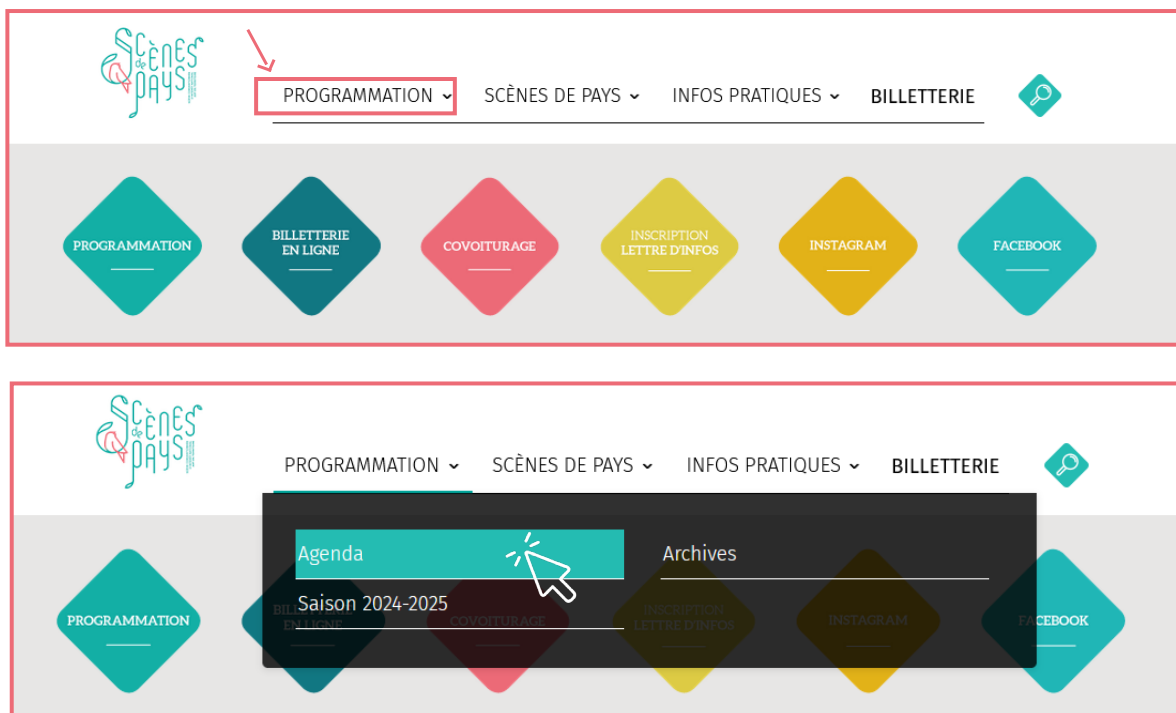 Scènes
de
pays
PROGRAMMATION SCÈNES DE PAYS INFOS PRATIQUES BILLETTERIE
PROGRAMMATION
BILLETTERIE
EN LIGNE
COVOITURAGE
INSCRIPTION
LETTRE D'INFOS
INSTAGRAM
FACEBOOK
Scènes
de
pays
PROGRAMMATION SCÈNES DE PAYS INFOS PRATIQUES BILLETTERIE
Agenda
Archives
Saison 2024-2025
PROGRAMMATION
BILLETTERIE
EN LIGNE
COVOITURAGE
INSCRIPTION
LETTRE D'INFOS
INSTAGRAM
FACEBOOK